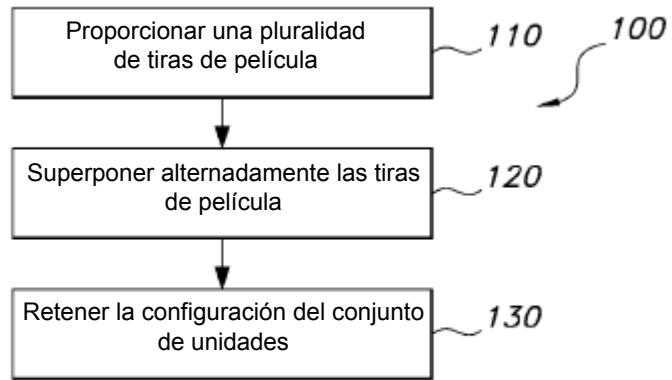 Proporcionar una pluralidad
de tiras de película
110
100
Superponer alternadamente las tiras
de película
120
Retener la configuración del conjunto
de unidades
130